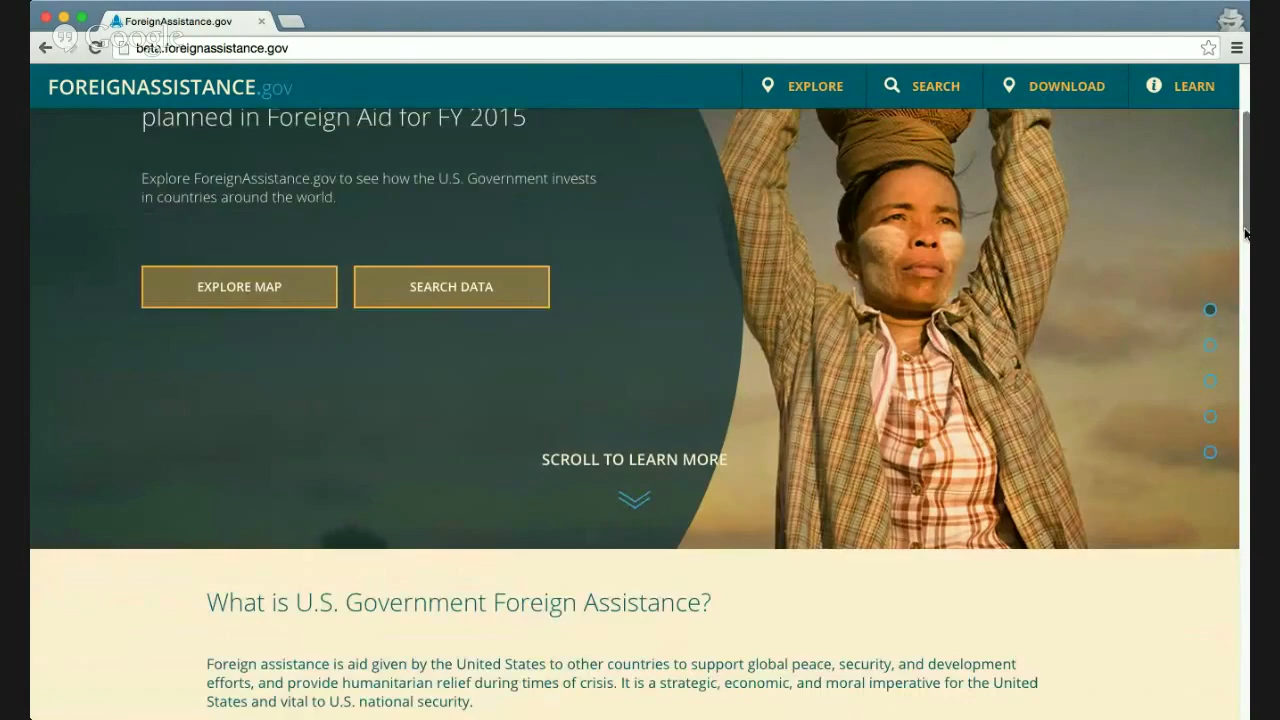 ForeignAssistance.gov
Google
beta.foreignassistance.gov
FOREIGNASSISTANCE.gov
EXPLORE
SEARCH
DOWNLOAD
LEARN
planned in Foreign Aid for FY 2015
Explore ForeignAssistance.gov to see how the U.S. Government invests
in countries around the world.
EXPLORE MAP
SEARCH DATA
SCROLL TO LEARN MORE
What is U.S. Government Foreign Assistance?
Foreign assistance is aid given by the United States to other countries to support global peace, security, and development
efforts, and provide humanitarian relief during times of crisis. It is a strategic, economic, and moral imperative for the United
States and vital to U.S. national security.